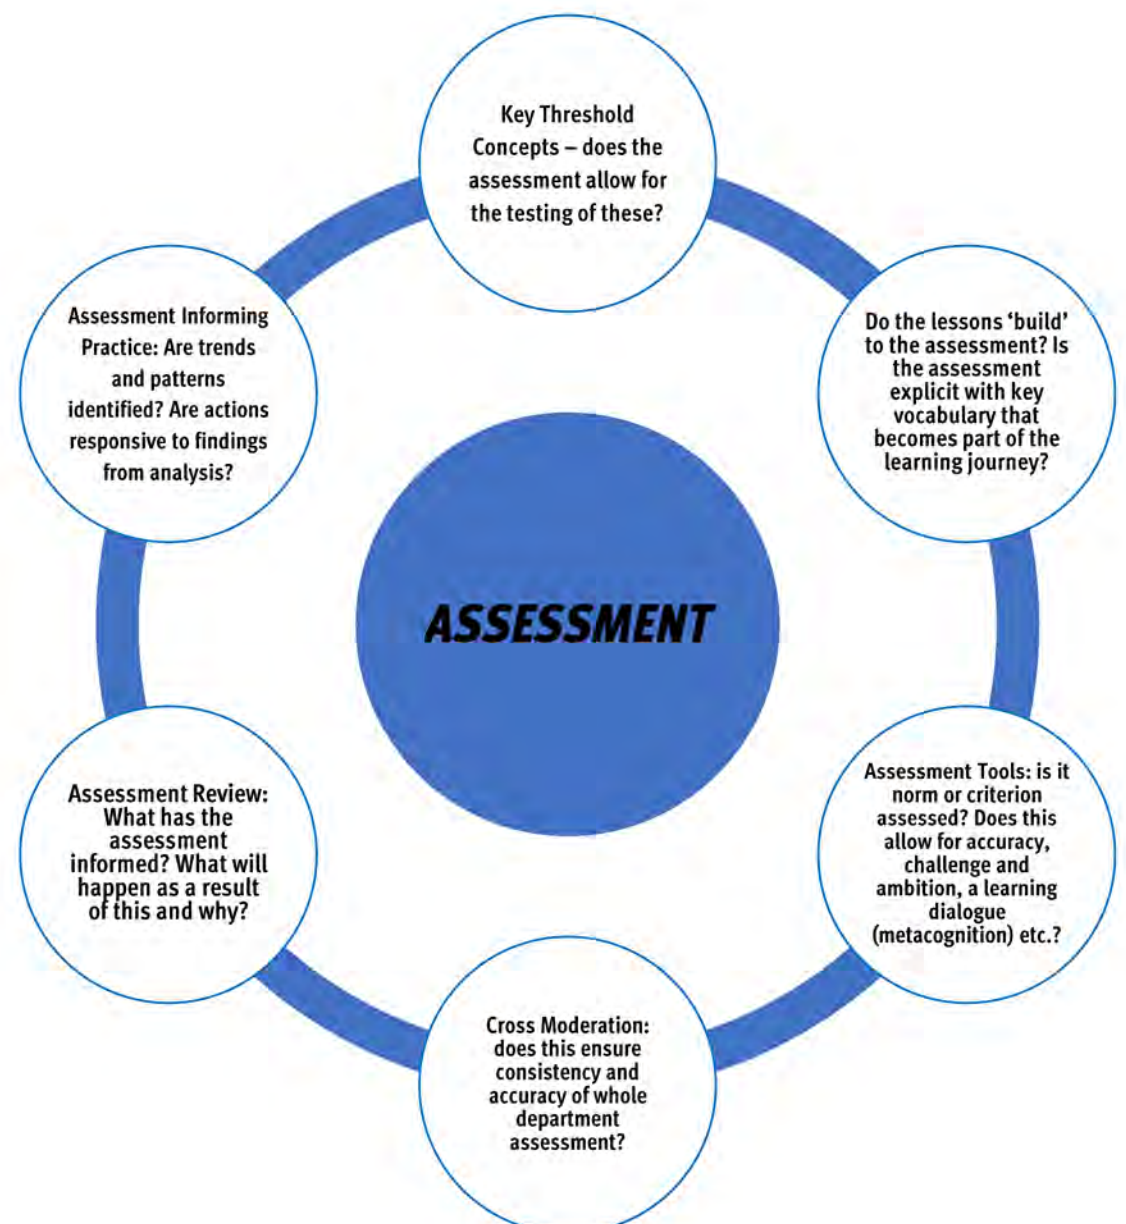 Key Threshold
Concepts – does the
assessment allow for
the testing of these?
Do the lessons ‘build’
to the assessment? Is
the assessment
explicit with key
vocabulary that
becomes part of the
learning journey?
Assessment Tools: is it
norm or criterion
assessed? Does this
allow for accuracy,
challenge and
ambition, a learning
dialogue
(metacognition) etc.?
Cross Moderation:
does this ensure
consistency and
accuracy of whole
department
assessment?
Assessment Review:
What has the
assessment
informed? What will
happen as a result
of this and why?
Assessment Informing
Practice: Are trends
and patterns
identified? Are actions
responsive to findings
from analysis?
ASSESSMENT